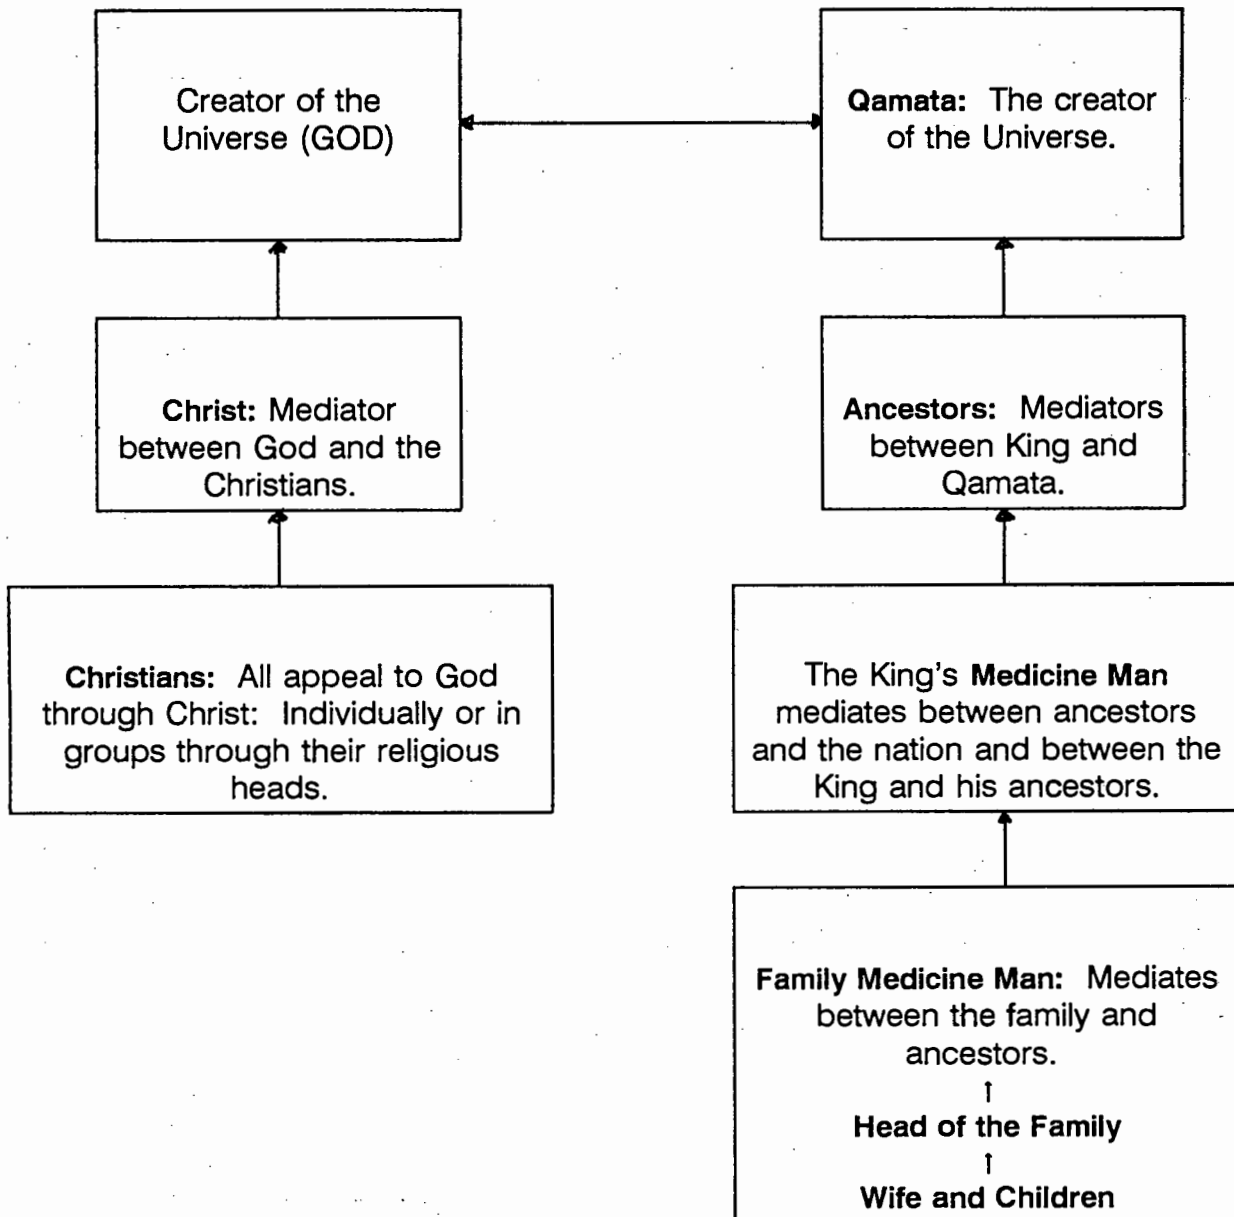 Creator of the
Universe (GOD)
Qamata: The creator
of the Universe.
Christ: Mediator
between God and the
Christians.
Ancestors: Mediators
between King and
Qamata.
Christians: All appeal to God
through Christ: Individually or in
groups through their religious
heads.
The King's Medicine Man
mediates between ancestors
and the nation and between the
King and his ancestors.
Family Medicine Man: Mediates
between the family and
ancestors.
↑
Head of the Family
↑
Wife and Children